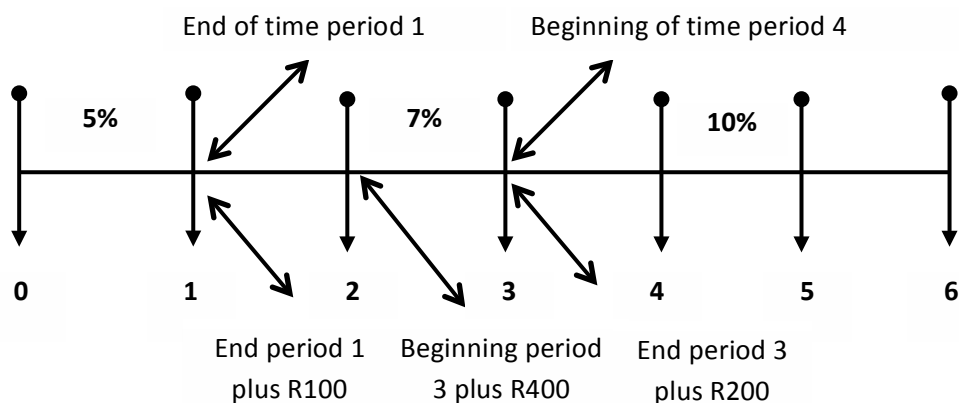 End of time period 1
Beginning of time period 4
5%
7%
10%
0
1
2
3
4
5
6
End period 1
plus R100
Beginning period
3 plus R400
End period 3
plus R200